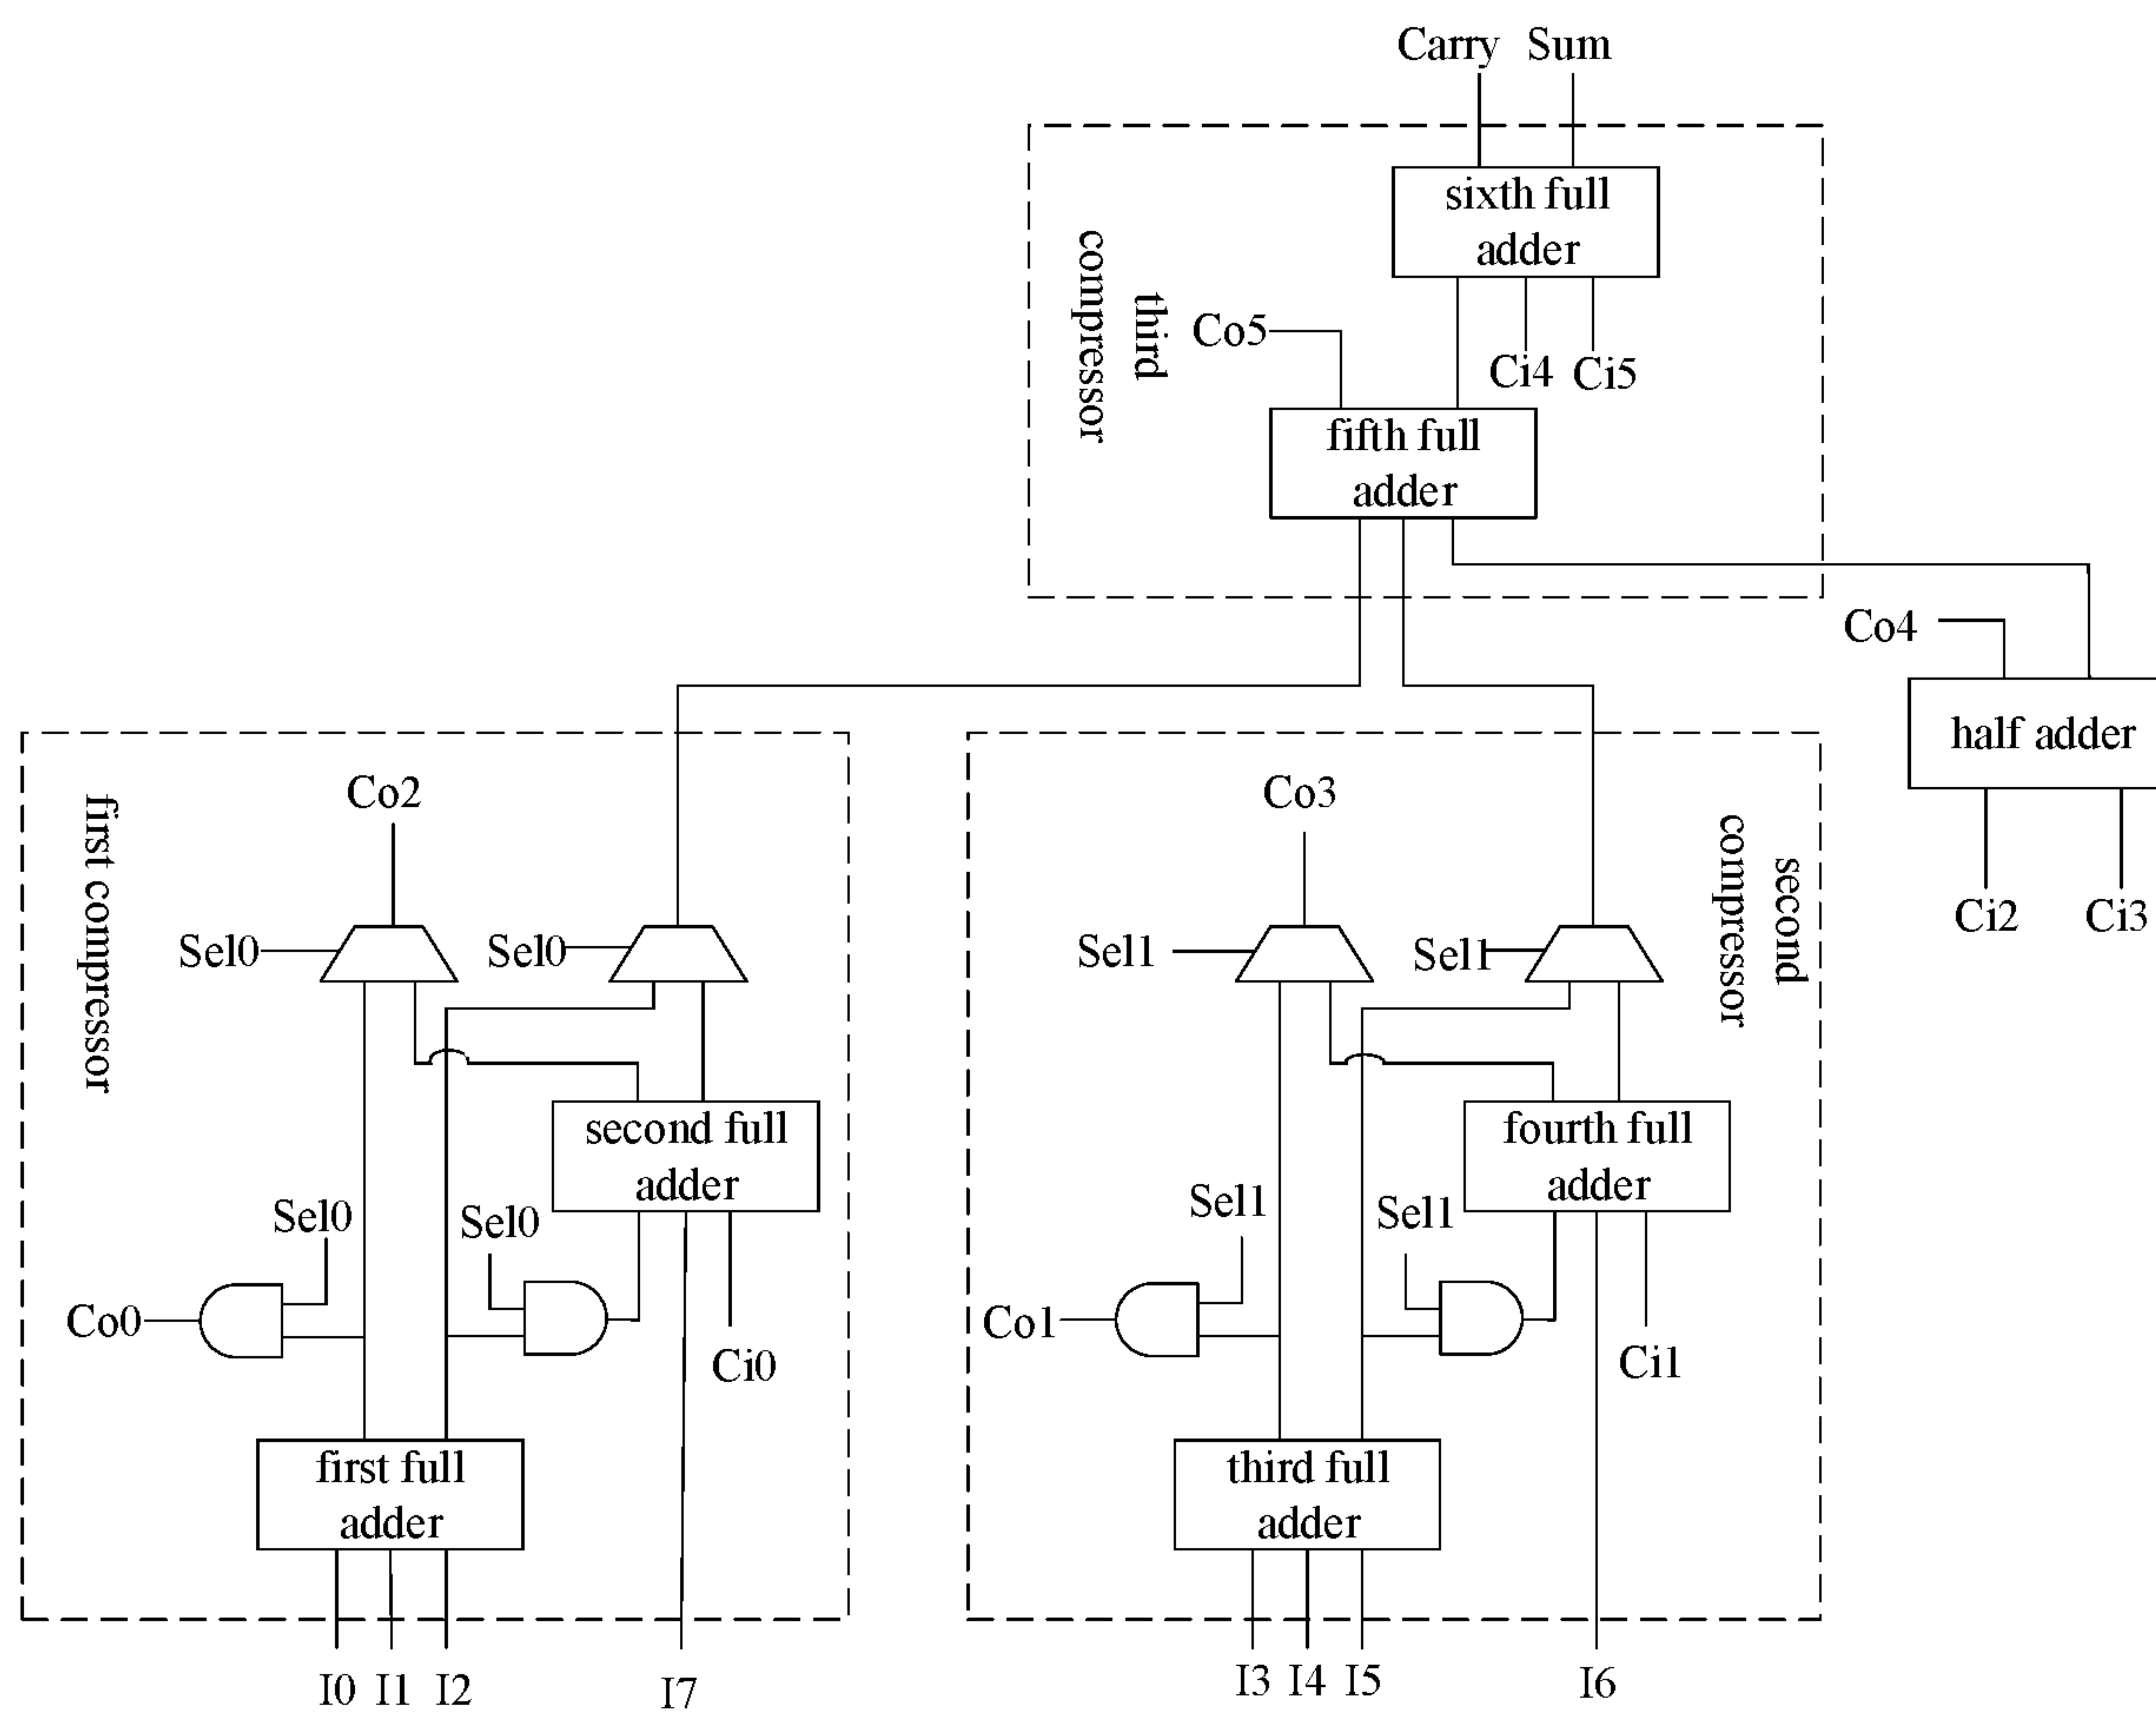 Carry Sum
sixth full
adder
third
compressor
Co5
Ci4 Ci5
fifth full
adder
Co4
half adder
Ci2 Ci3
first compressor
Co2
Sel0 Sel0
second full
adder
Sel0 Sel0
Co0
Ci0
first full
adder
I0 I1 I2 I7
second
compressor
Co3
Sel1 Sel1
fourth full
adder
Sel1 Sel1
Co1
Ci1
third full
adder
I3 I4 I5 I6